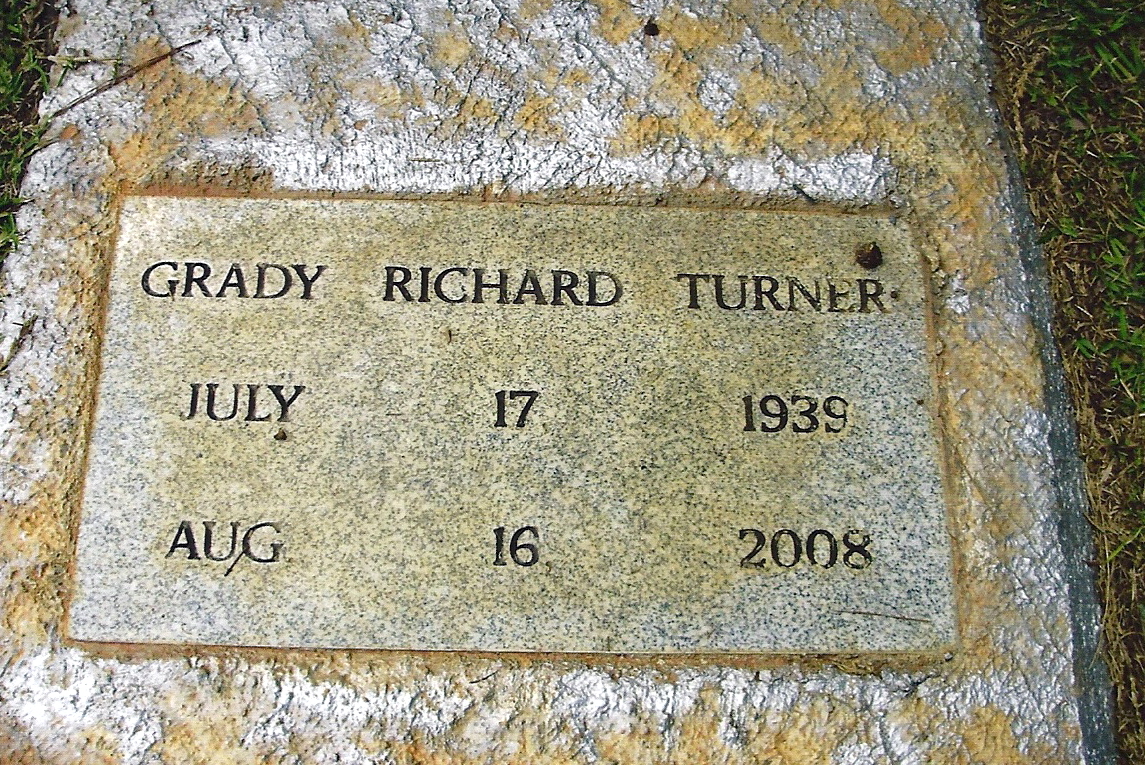 GRADY RICHARD TURNER
JULY 17 1939
AUG 16 2008